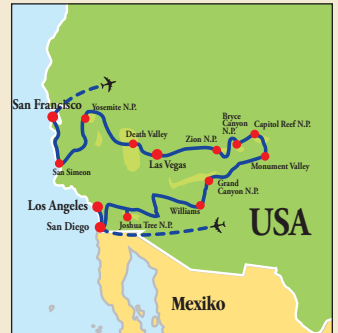 San Francisco
Yosemite N.P.
Bryce
Canyon
N.P.
Capitol Reef N.P.
Death Valley
Zion N.P.
Las Vegas
Monument Valley
San Simeon
Grand
Canyon N.P.
Los Angeles
Williams
San Diego
Joshua Tree N.P.
USA
Mexiko